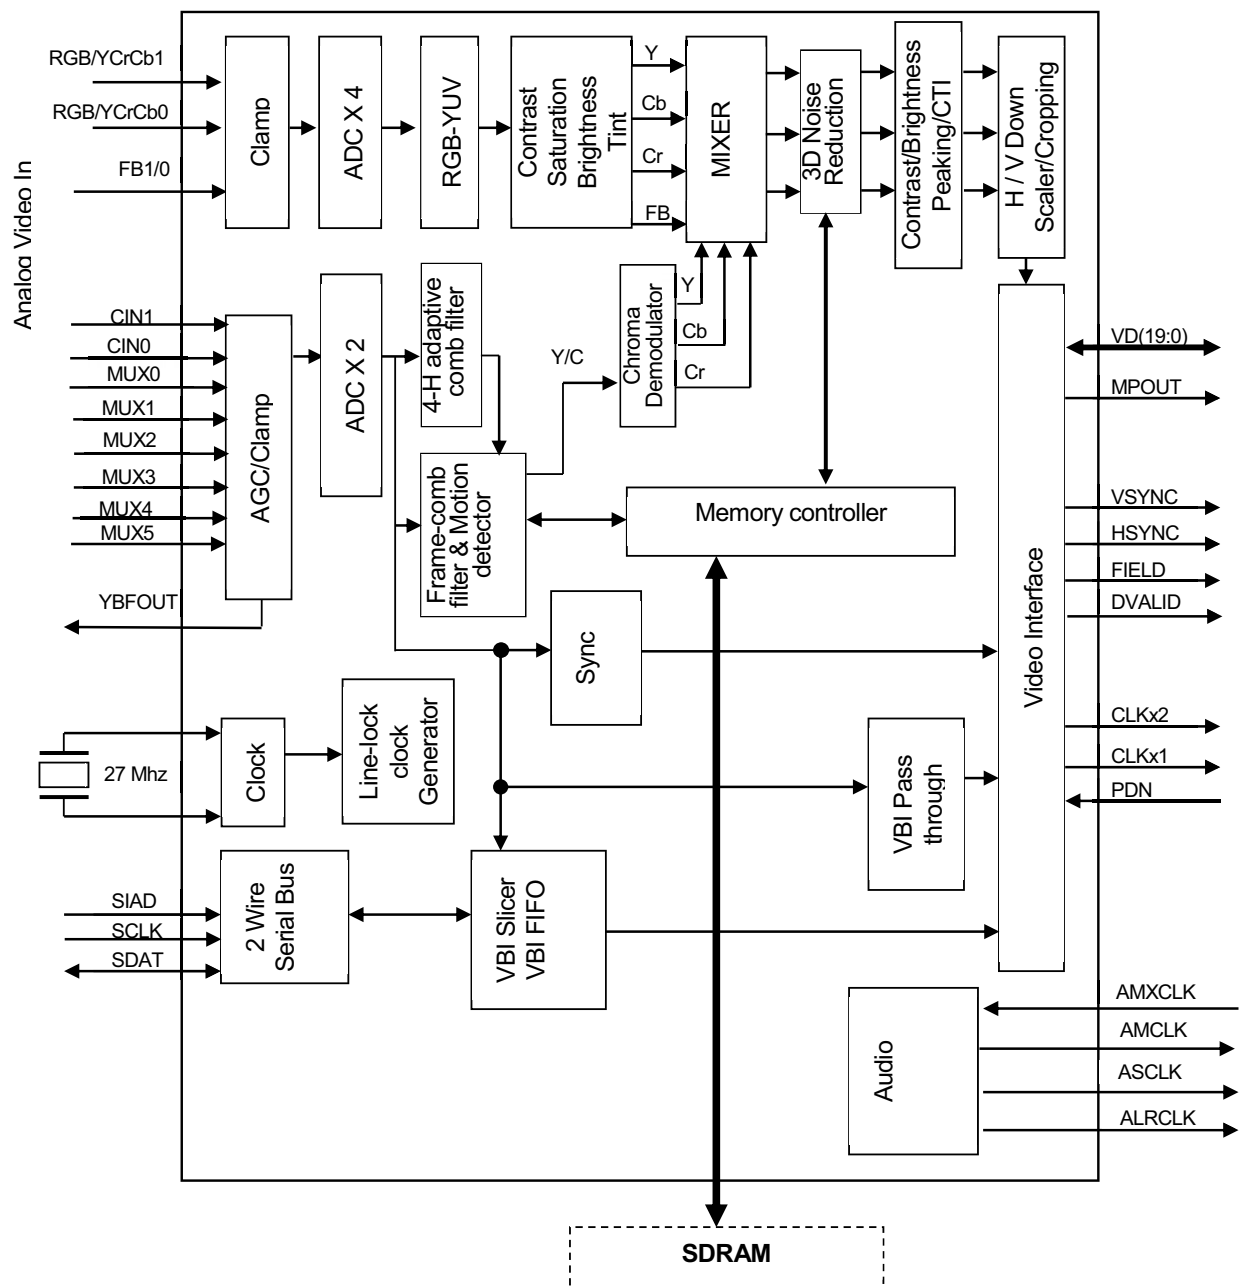 Analog Video In
RGB/YCrCb1
RGB/YCrCb0
FB1/0
Clamp
ADC X 4
RGB-YUV
Contrast
Saturation
Brightness
Tint
Y
Cb
Cr
FB
MIXER
3D Noise
Reduction
Contrast/Brightness
Peaking/CTI
H / V Down
Scaler/Cropping
CIN1
CIN0
MUX0
MUX1
MUX2
MUX3
MUX4
MUX5
YBFOUT
AGC/Clamp
ADC X 2
4-H adaptive
comb filter
Y/C
Chroma
Demodulator
Y
Cb
Cr
Frame-comb
filter & Motion
detector
Memory controller
Sync
Video Interface
VD(19:0)
MPOUT
VSYNC
HSYNC
FIELD
DVALID
CLKx2
CLKx1
PDN
27 Mhz
Clock
Line-lock
clock
Generator
VBI Pass
through
SIAD
SCLK
SDAT
2 Wire
Serial Bus
VBI Slicer
VBI FIFO
Audio
AMXCLK
AMCLK
ASCLK
ALRCLK
SDRAM